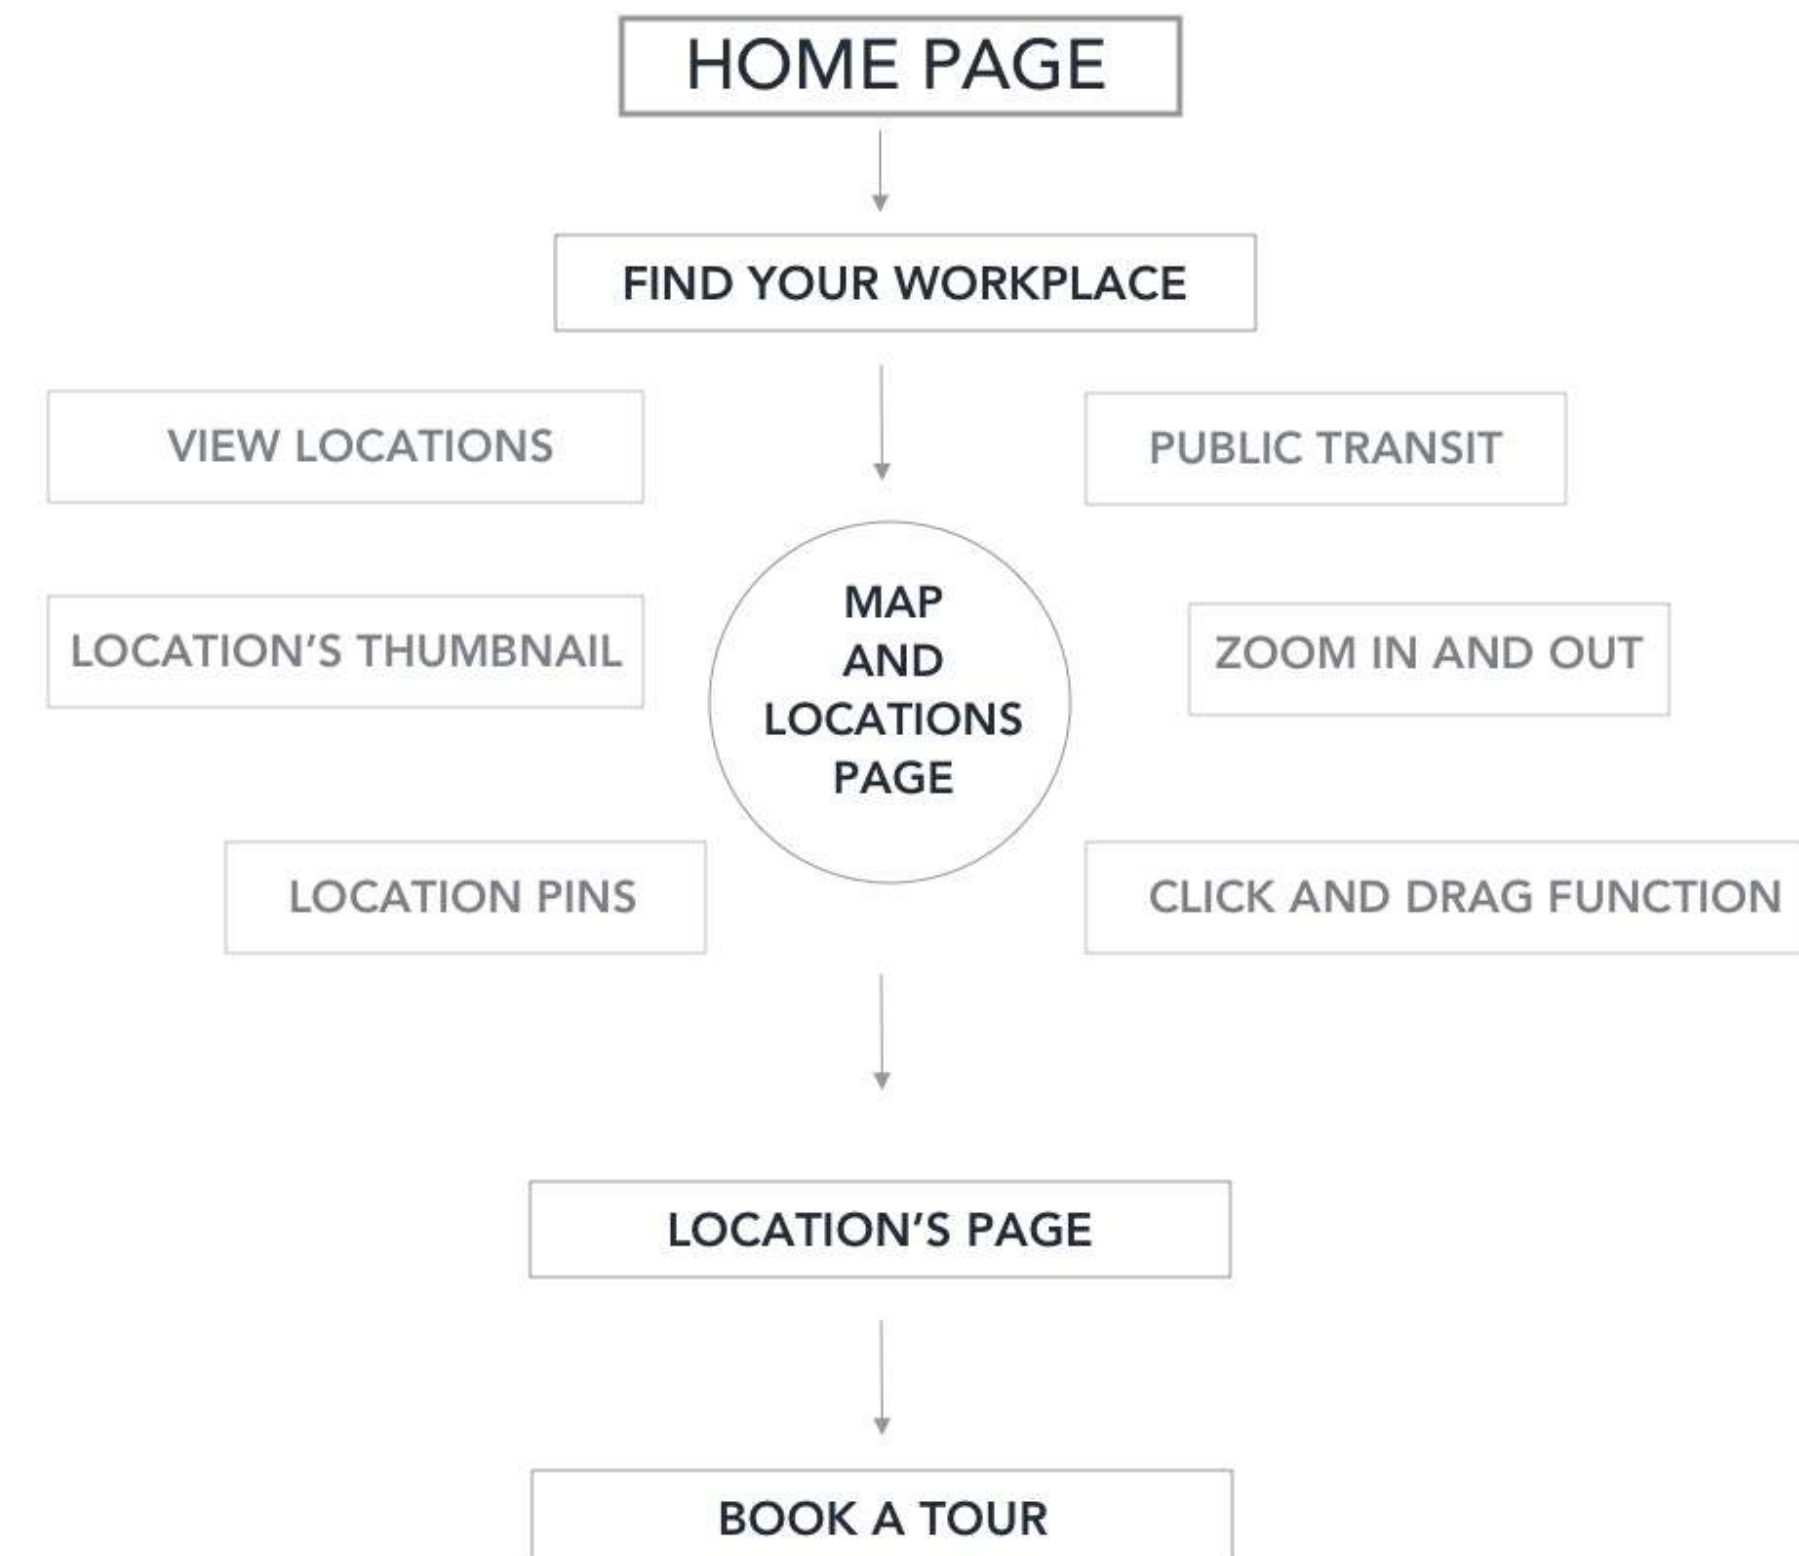 HOME PAGE
FIND YOUR WORKPLACE
VIEW LOCATIONS
PUBLIC TRANSIT
MAP
AND
LOCATIONS
PAGE
LOCATION’S THUMBNAIL
ZOOM IN AND OUT
LOCATION PINS
CLICK AND DRAG FUNCTION
LOCATION’S PAGE
BOOK A TOUR